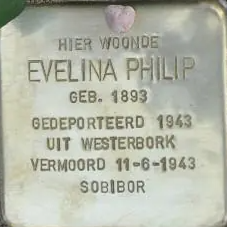 HIER WOONDE
EVELINA PHILIP
GEB. 1893
GEDEPORTEERD 1943
UIT WESTERBORK
VERMOORD 11-6-1943
SOBIBOR